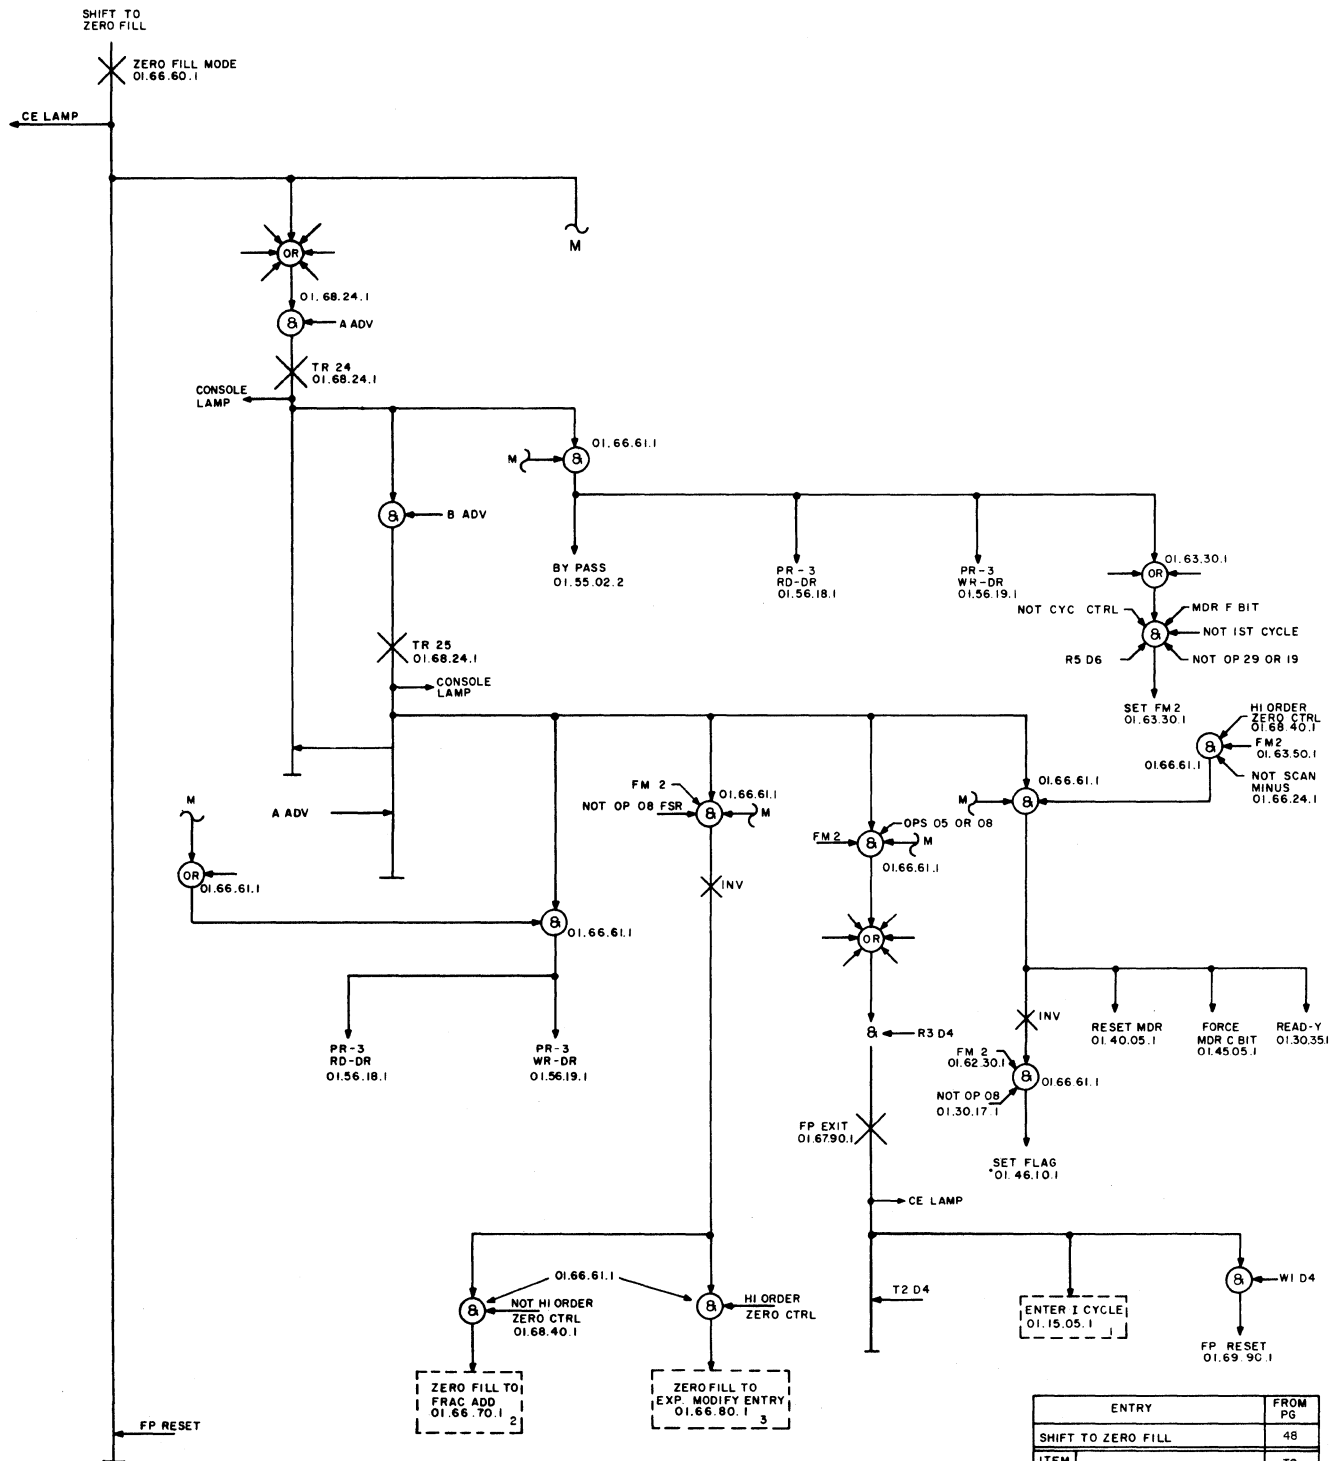 SHIFT TO
ZERO FILL
ZERO FILL MODE
01.66.60.1
CE LAMP
M
OR
01.68.24.1
&
A ADV
TR 24
01.68.24.1
CONSOLE
LAMP
01.66.61.1
M
&
&
B ADV
BY PASS
01.55.02.2
PR-3
RD-DR
01.56.18.1
PR-3
WR-DR
01.56.19.1
01.63.30.1
OR
NOT CYC CTRL
MDR F BIT
&
NOT 1ST CYCLE
R5 D6
NOT OP 29 OR 19
SET FM2
01.63.30.1
TR 25
01.68.24.1
CONSOLE
LAMP
HI ORDER
ZERO CTRL
01.68.40.1
&
FM2
01.63.50.1
01.66.61.1
NOT SCAN
MINUS
01.66.24.1
M
A ADV
FM 2
01.66.61.1
NOT OP 08 FSR
&
M
OPS 05 OR 08
FM2
&
M
01.66.61.1
01.66.61.1
M
&
OR
01.66.61.1
&
01.66.61.1
INV
OR
&
R3 D4
PR-3
RD-DR
01.56.18.1
PR-3
WR-DR
01.56.19.1
INV
RESET MDR
01.40.05.1
FORCE
MDR C BIT
01.45.05.1
READ-Y
01.30.35.1
FM 2
01.62.30.1
&
01.66.61.1
NOT OP 08
01.30.17.1
FP EXIT
01.67.90.1
SET FLAG
01.46.10.1
CE LAMP
01.66.61.1
&
NOT HI ORDER
ZERO CTRL
01.68.40.1
&
HI ORDER
ZERO CTRL
T2 D4
ENTER I CYCLE
01.15.05.1
1
&
W1 D4
FP RESET
01.69.90.1
ZERO FILL TO
FRAC ADD
01.66.70.1
2
ZERO FILL TO
EXP. MODIFY ENTRY
01.66.80.1
3
FP RESET
ENTRY
FROM
PG
SHIFT TO ZERO FILL
48
ITEM
TO